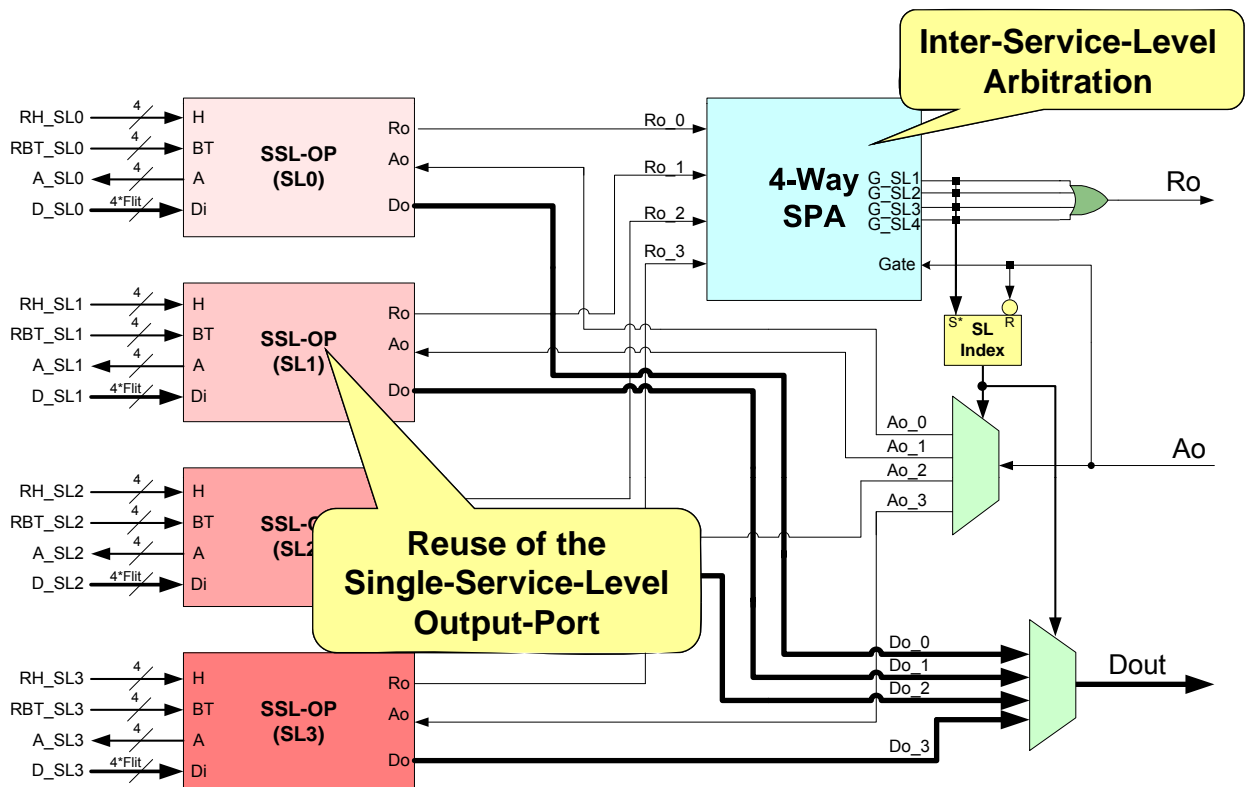 Inter-Service-Level
Arbitration
RH_SL0
4
H
RBT_SL0
4
BT
A_SL0
4
A
D_SL0
4*Flit
Di
SSL-OP
(SL0)
Ro
Ao
Do
Ro_0
Ro_1
Ro_2
Ro_3
4-Way
SPA
G_SL1
G_SL2
G_SL3
G_SL4
Gate
Ro
RH_SL1
4
H
RBT_SL1
4
BT
A_SL1
4
A
D_SL1
4*Flit
Di
SSL-OP
(SL1)
Ro
Ao
Do
S*
R
SL
Index
Ao_0
Ao_1
Ao_2
Ao_3
Ao
RH_SL2
4
H
RBT_SL2
4
BT
A_SL2
4
A
D_SL2
4*Flit
Di
SSL-O
(SL2
Reuse of the
Single-Service-Level
Output-Port
Do_0
Do_1
Do_2
Do_3
Dout
RH_SL3
4
H
RBT_SL3
4
BT
A_SL3
4
A
D_SL3
4*Flit
Di
SSL-OP
(SL3)
Ro
Ao
Do